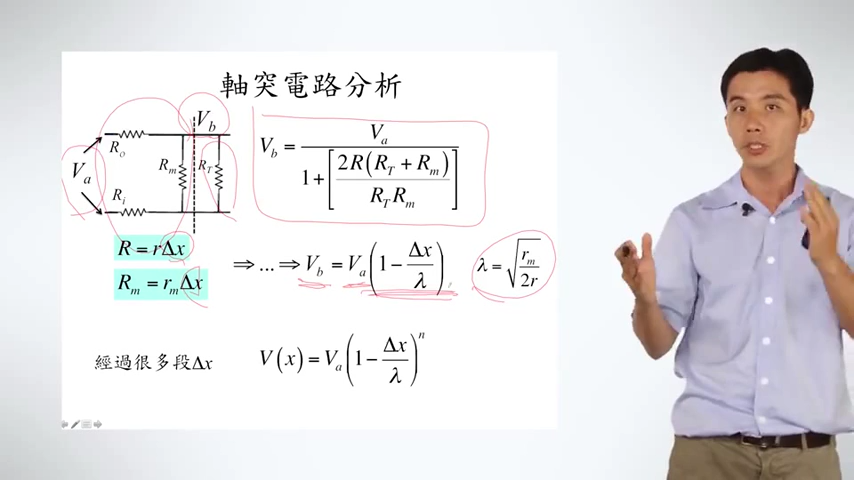 軸突電路分析
V_b
R_o
R_m
R_T
V_a
R_i
V_b = V_a / (1 + [2R(R_T + R_m) / (R_T R_m)])
R = rΔx
R_m = r_mΔx
⇒ ... ⇒ V_b = V_a(1 − Δx/λ)
λ = √(r_m/2r)
經過很多段Δx
V(x) = V_a(1 − Δx/λ)^n